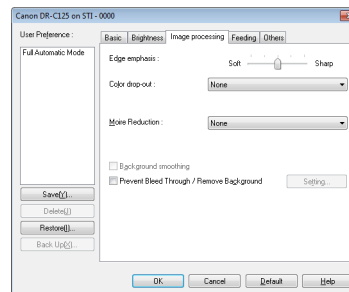 Canon DR-C125 on STI - 0000
User Preference :
Full Automatic Mode
Save(Y)...
Delete(J)
Restore(I)...
Back Up(X)...
Basic Brightness Image processing Feeding Others
Edge emphasis : Soft Sharp
Color drop-out : None
Moire Reduction : None
Background smoothing
Prevent Bleed Through / Remove Background Setting...
OK Cancel Default Help